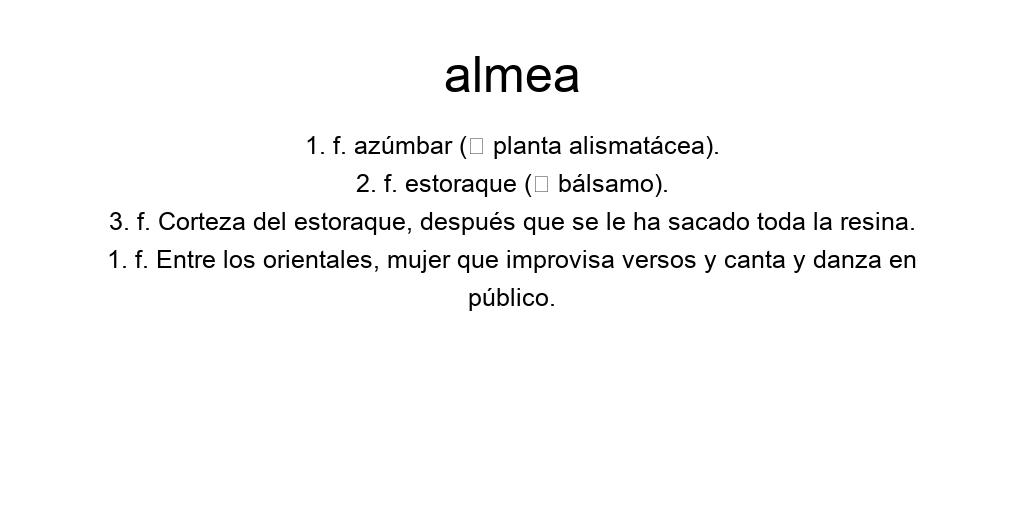 almea
1. f. azúmbar (▯ planta alismatácea).
2. f. estoraque (▯ bálsamo).
3. f. Corteza del estoraque, después que se le ha sacado toda la resina.
1. f. Entre los orientales, mujer que improvisa versos y canta y danza en
público.